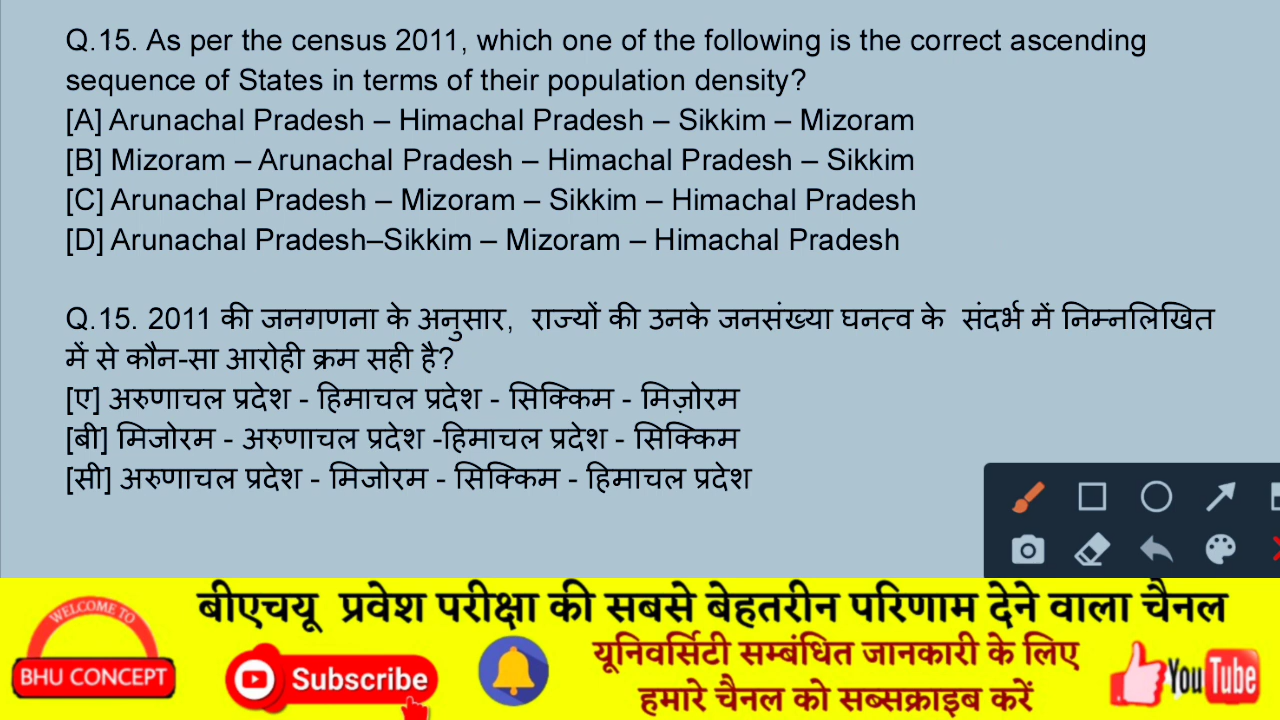 Q.15. As per the census 2011, which one of the following is the correct ascending
sequence of States in terms of their population density?
[A] Arunachal Pradesh – Himachal Pradesh – Sikkim – Mizoram
[B] Mizoram – Arunachal Pradesh – Himachal Pradesh – Sikkim
[C] Arunachal Pradesh – Mizoram – Sikkim – Himachal Pradesh
[D] Arunachal Pradesh–Sikkim – Mizoram – Himachal Pradesh
Q.15. 2011 की जनगणना के अनुसार, राज्यों की उनके जनसंख्या घनत्व के संदर्भ में निम्नलिखित
में से कौन-सा आरोही क्रम सही है?
[ए] अरुणाचल प्रदेश - हिमाचल प्रदेश - सिक्किम - मिज़ोरम
[बी] मिजोरम - अरुणाचल प्रदेश -हिमाचल प्रदेश - सिक्किम
[सी] अरुणाचल प्रदेश - मिजोरम - सिक्किम - हिमाचल प्रदेश
बीएचयू प्रवेश परीक्षा की सबसे बेहतरीन परिणाम देने वाला चैनल
WELCOME TO
BHU CONCEPT
Subscribe
यूनिवर्सिटी सम्बंधित जानकारी के लिए
हमारे चैनल को सब्सक्राइब करें
YouTube